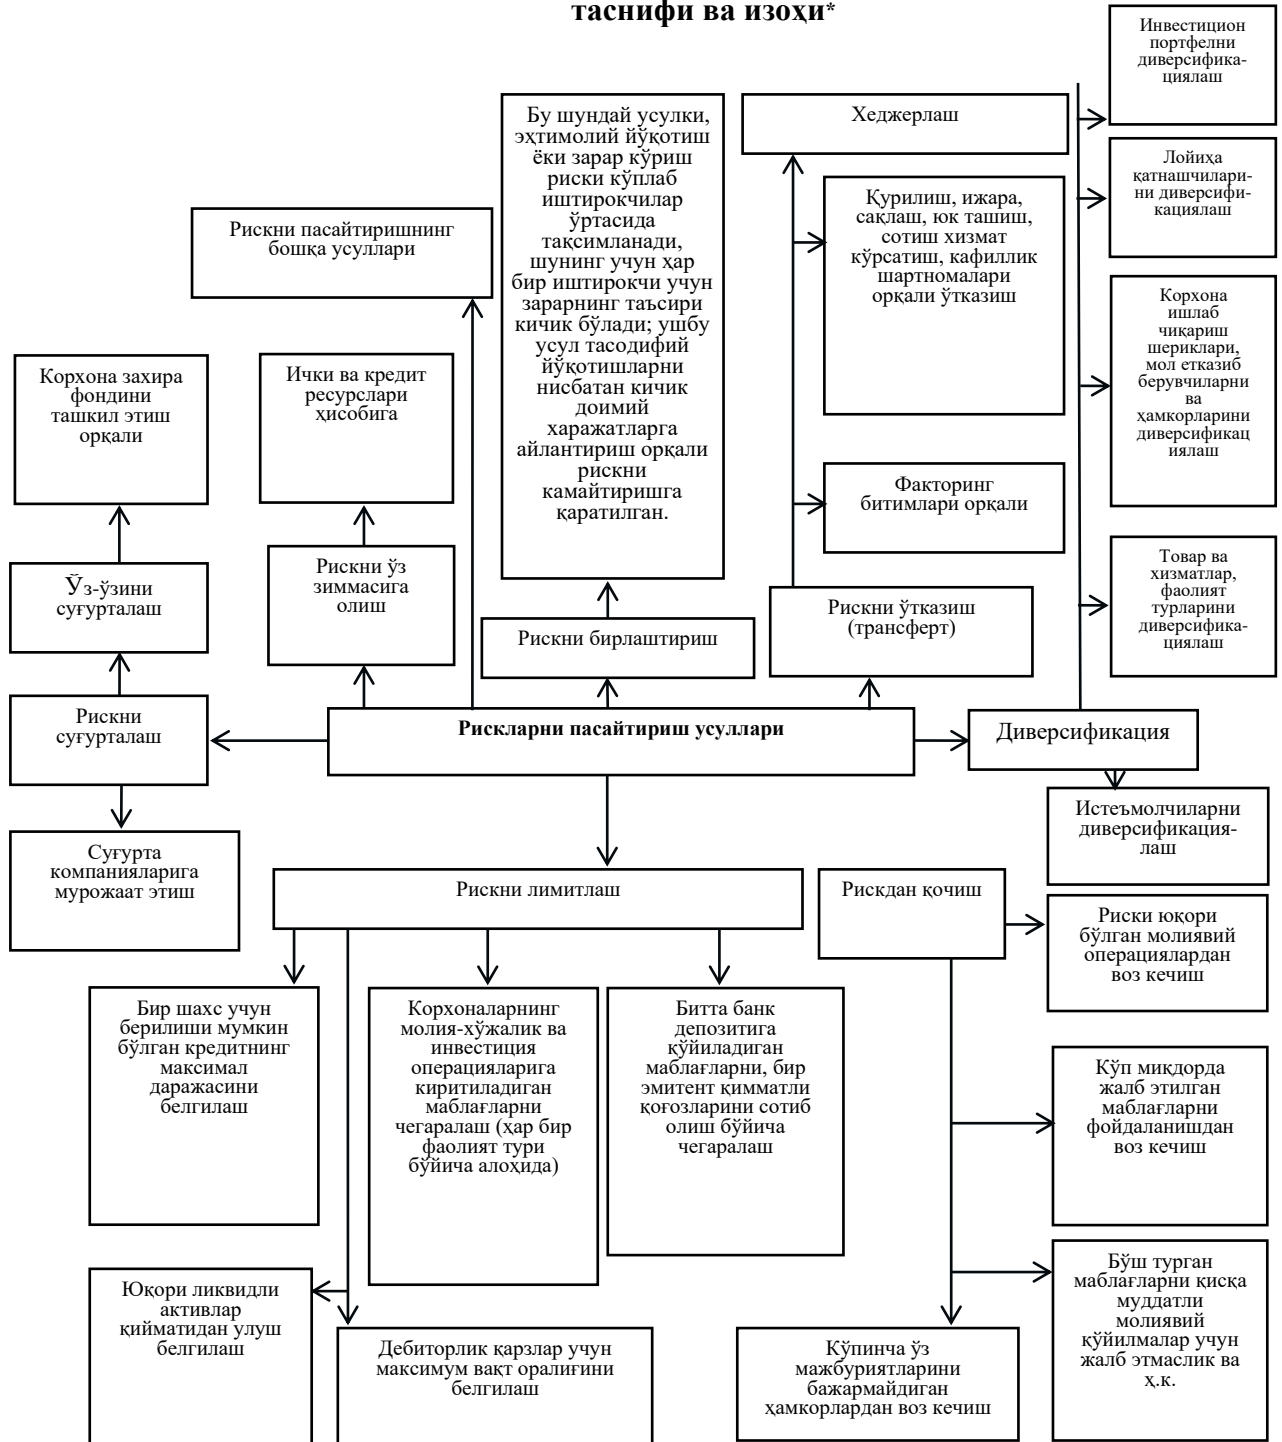 таснифи ва изоҳи*
Инвестицион
портфелни
диверсифика-
циялаш
Хеджерлаш
Бу шундай усулки,
эҳтимолий йўқотиш
ёки зарар кўриш
риски кўплаб
иштирокчилар
ўртасида
тақсимланади,
шунинг учун ҳар
бир иштирокчи учун
зарарнинг таъсири
кичик бўлади; ушбу
усул тасодифий
йўқотишларни
нисбатан кичик
доимий
харажатларга
айлантириш орқали
рискни
камайтиришга
қаратилган.
Лойиҳа
қатнашчилари-
ни диверсифи-
кациялаш
Қурилиш, ижара,
сақлаш, юк ташиш,
сотиш хизмат
кўрсатиш, кафиллик
шартномалари
орқали ўтказиш
Рискни пасайтиришнинг
бошқа усуллари
Корхона
ишлаб
чиқариш
шериклари,
мол етказиб
берувчиларни
ва
ҳамкорларини
диверсификац
иялаш
Корхона захира
фондини
ташкил этиш
орқали
Ички ва кредит
ресурслари
ҳисобига
Факторинг
битимлари орқали
Товар ва
хизматлар,
фаолият
турларини
диверсифика-
циялаш
Ўз-ўзини
суғурталаш
Рискни ўз
зиммасига
олиш
Рискни бирлаштириш
Рискни ўтказиш
(трансферт)
Рискни
суғурталаш
Рискларни пасайтириш усуллари
Диверсификация
Истеъмолчиларни
диверсификация-
лаш
Суғурта
компанияларига
мурожаат этиш
Рискни лимитлаш
Рискдан қочиш
Риски юқори
бўлган молиявий
операциялардан
воз кечиш
Бир шахс учун
берилиши мумкин
бўлган кредитнинг
максимал
даражасини
белгилаш
Корхоналарнинг
молия-хўжалик ва
инвестиция
операцияларига
киритиладиган
маблағларни
чегаралаш (ҳар бир
фаолият тури
бўйича алоҳида)
Битта банк
депозитига
қўйиладиган
маблағларни, бир
эмитент қимматли
қоғозларини сотиб
олиш бўйича
чегаралаш
Кўп миқдорда
жалб этилган
маблағларни
фойдаланишдан
воз кечиш
Юқори ликвидли
активлар
қийматидан улуш
белгилаш
Дебиторлик қарзлар учун
максимум вақт оралиғини
белгилаш
Кўпинча ўз
мажбуриятларини
бажармайдиган
ҳамкорлардан воз кечиш
Бўш турган
маблағларни қисқа
муддатли
молиявий
қўйилмалар учун
жалб этмаслик ва
ҳ.к.